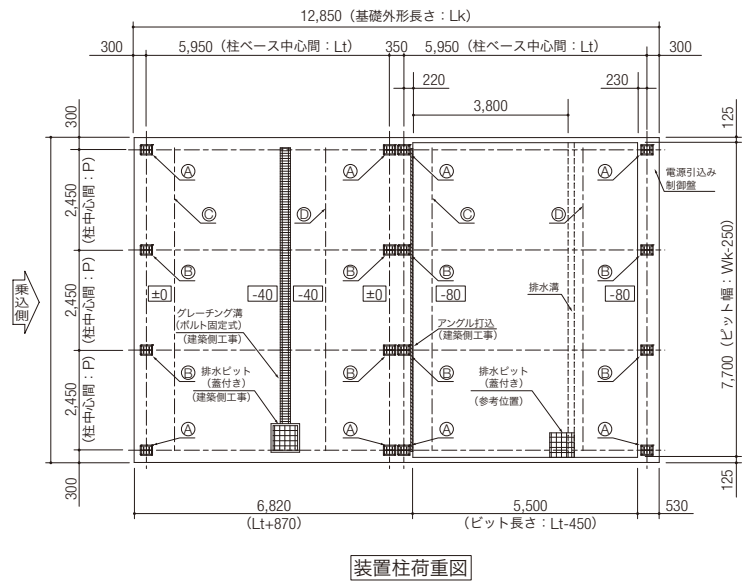 12,850（基礎外形長さ：Lk）
300
5,950（柱ベース中心間：Lt）
350
5,950（柱ベース中心間：Lt）
300
220
230
3,800
300
125
Ⓐ
Ⓐ
Ⓐ
Ⓐ
電源引込み
制御盤
2,450
（柱中心間：P）
Ⓒ
Ⓓ
Ⓒ
Ⓓ
Ⓑ
Ⓑ
Ⓑ
Ⓑ
乗込側
2,450
（柱中心間：P）
±0
-40
-40
±0
-80
排水溝
-80
グレーチング溝
（ボルト固定式）
（建築側工事）
アングル打込
（建築側工事）
7,700（ピット幅：Wk-250）
2,450
（柱中心間：P）
Ⓑ
排水ピット
（蓋付き）
（建築側工事）
Ⓑ
Ⓑ
排水ピット
（蓋付き）
（参考位置）
Ⓑ
Ⓐ
Ⓐ
Ⓐ
Ⓐ
300
125
6,820
（Lt+870）
5,500
（ピット長さ：Lt-450）
530
装置柱荷重図